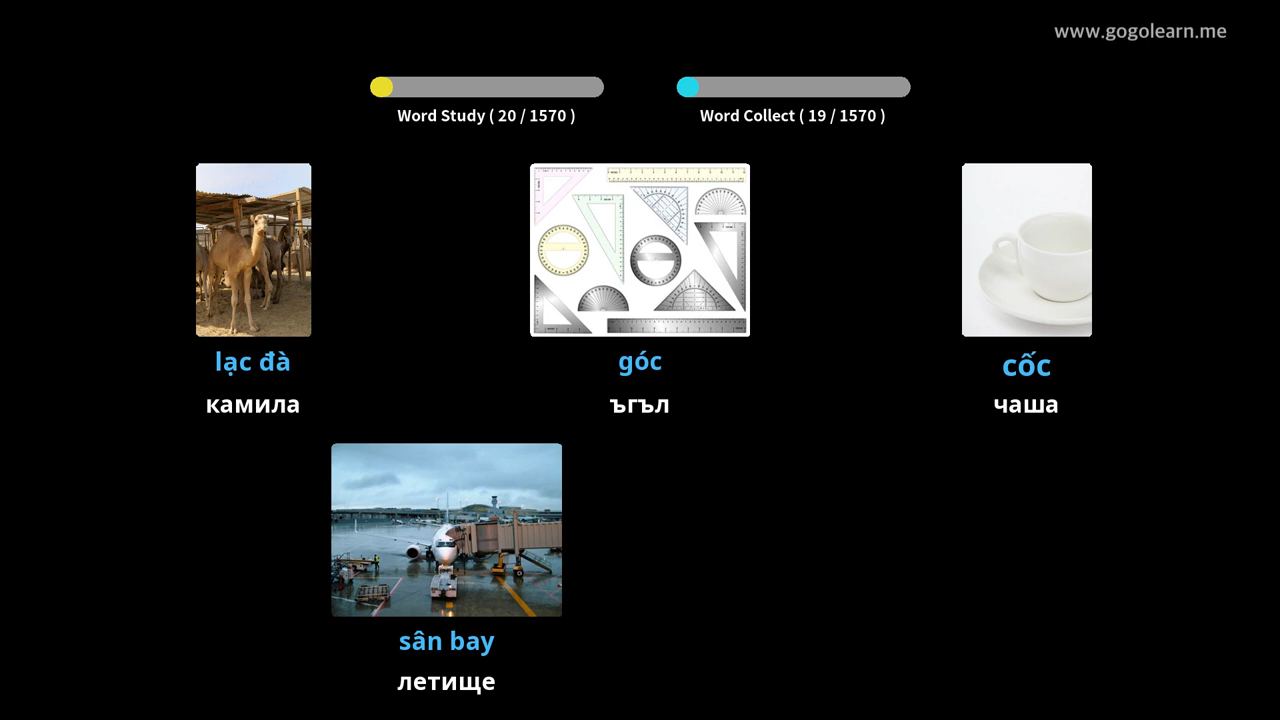 www.gogolearn.me
Word Study ( 20 / 1570 )
Word Collect ( 19 / 1570 )
lạc đà
камила
góc
ъгъл
cốc
чаша
sân bay
летище